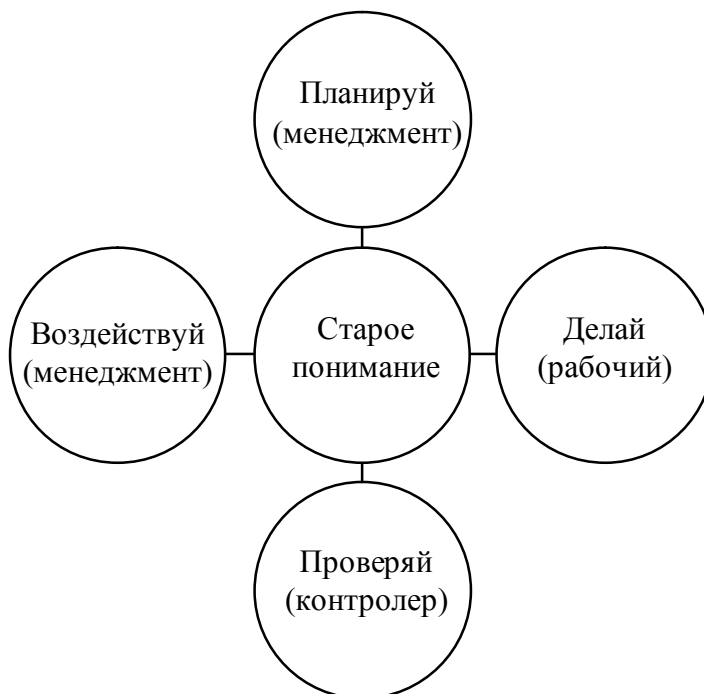 Планируй
(менеджмент)
Воздействуй
(менеджмент)
Старое
понимание
Делай
(рабочий)
Проверяй
(контролер)